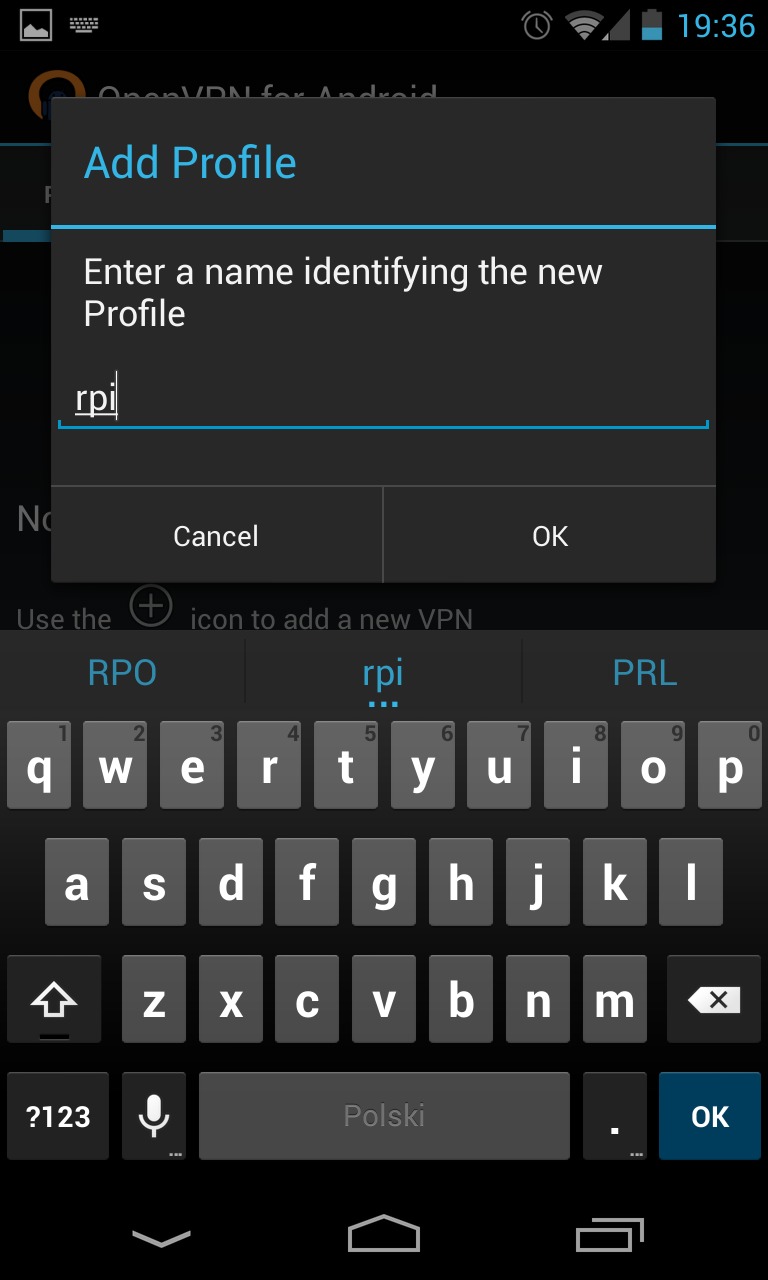 19:36
OpenVPN for Android
Add Profile
Enter a name identifying the new
Profile
rpi
Cancel OK
Use the icon to add a new VPN
RPO rpi PRL
1 2 3 4 5 6 7 8 9 0
q w e r t y u i o p
a s d f g h j k l
z x c v b n m
?123 Polski . OK